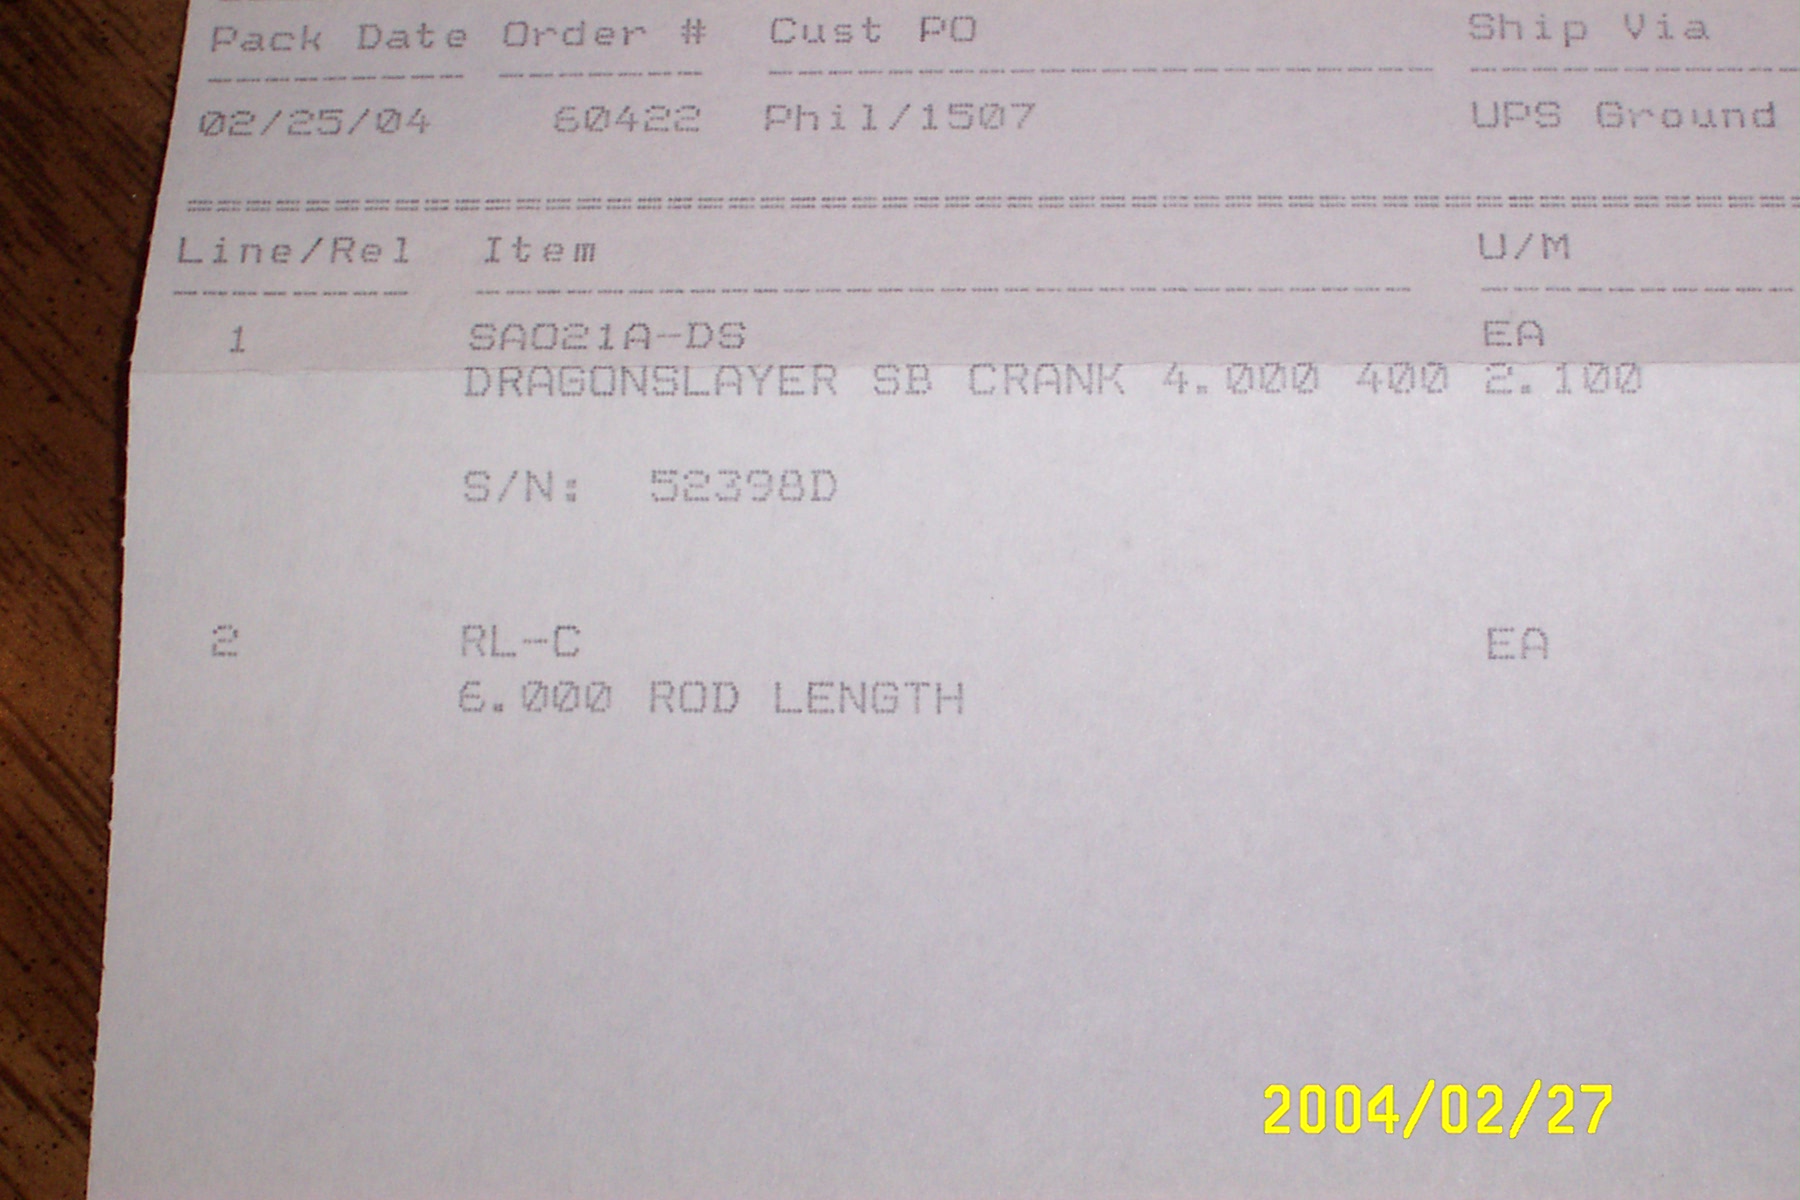 Pack Date Order # Cust PO Ship Via
--------- ------- ---------------------- ------------
02/25/04 60422 Phil/1507 UPS Ground
======================================================
Line/Rel Item U/M
-------- ------------------------------ -----------
1 SA021A-DS EA
DRAGONSLAYER SB CRANK 4.000 400 2.100
S/N: 52398D
2 RL-C EA
6.000 ROD LENGTH
2004/02/27